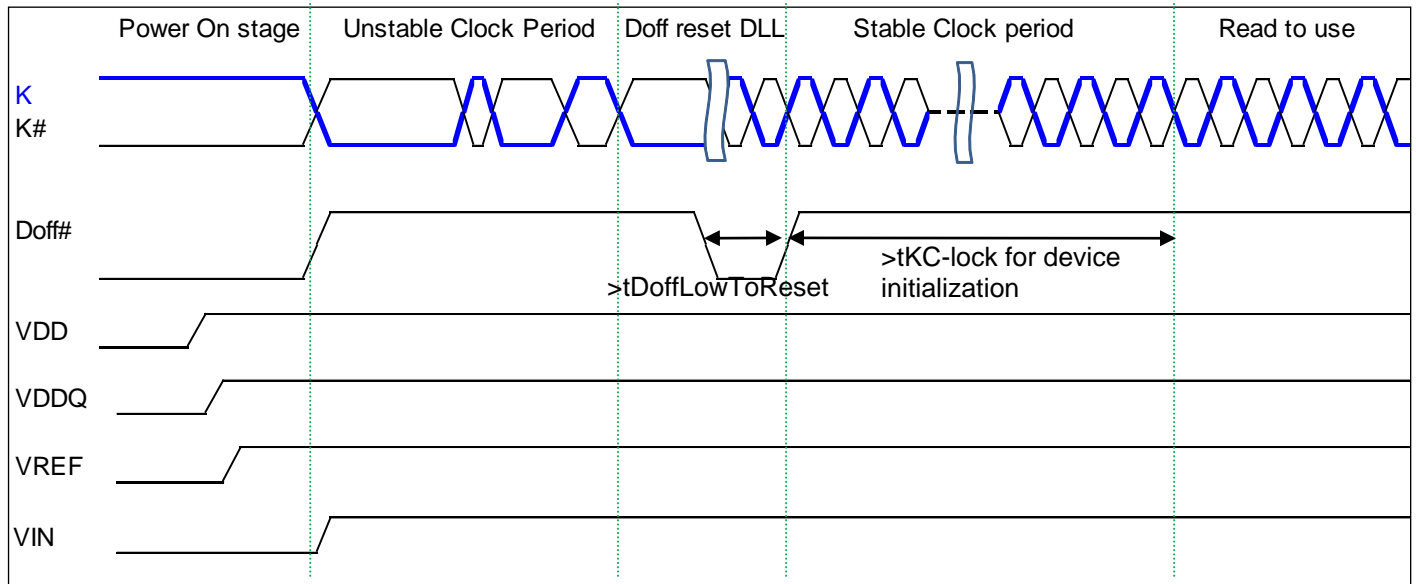 Power On stage
Unstable Clock Period
Doff reset DLL
Stable Clock period
Read to use
K
K#
Doff#
>tDoffLowToReset
>tKC-lock for device
initialization
VDD
VDDQ
VREF
VIN